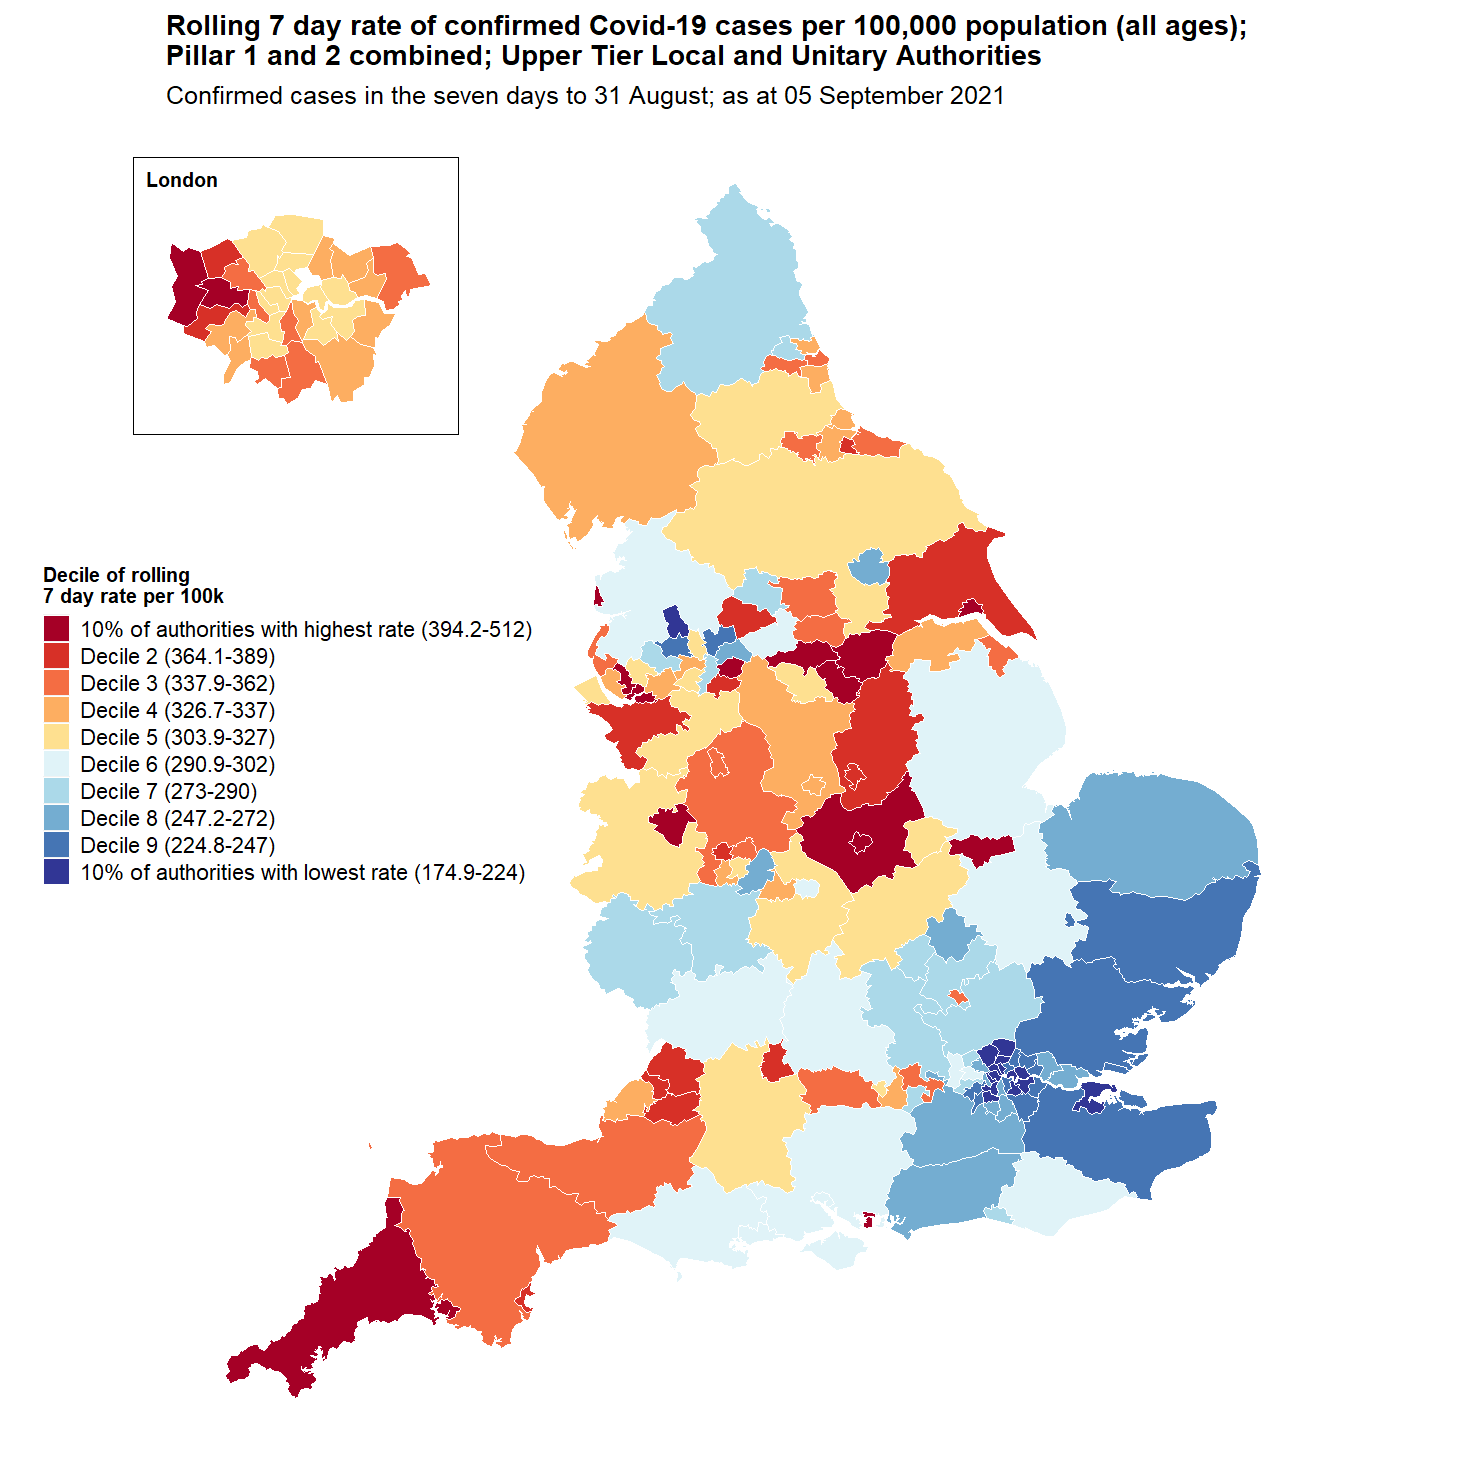 Rolling 7 day rate of confirmed Covid-19 cases per 100,000 population (all ages);
Pillar 1 and 2 combined; Upper Tier Local and Unitary Authorities
Confirmed cases in the seven days to 31 August; as at 05 September 2021
London
Decile of rolling
7 day rate per 100k
10% of authorities with highest rate (394.2-512)
Decile 2 (364.1-389)
Decile 3 (337.9-362)
Decile 4 (326.7-337)
Decile 5 (303.9-327)
Decile 6 (290.9-302)
Decile 7 (273-290)
Decile 8 (247.2-272)
Decile 9 (224.8-247)
10% of authorities with lowest rate (174.9-224)